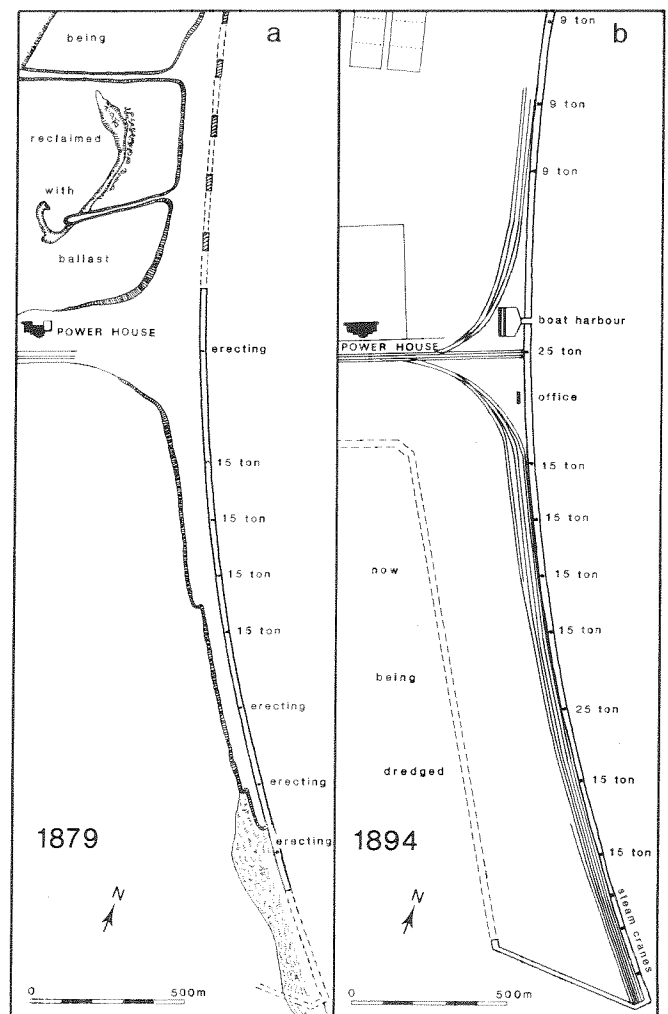 a
being
reclaimed
with
ballast
POWER HOUSE
erecting
15 ton
15 ton
15 ton
15 ton
erecting
erecting
erecting
1879
N
0 500m
b
9 ton
9 ton
9 ton
boat harbour
POWER HOUSE
25 ton
office
15 ton
15 ton
now
15 ton
15 ton
being
25 ton
dredged
15 ton
1894
15 ton
steam cranes
N
0 500m